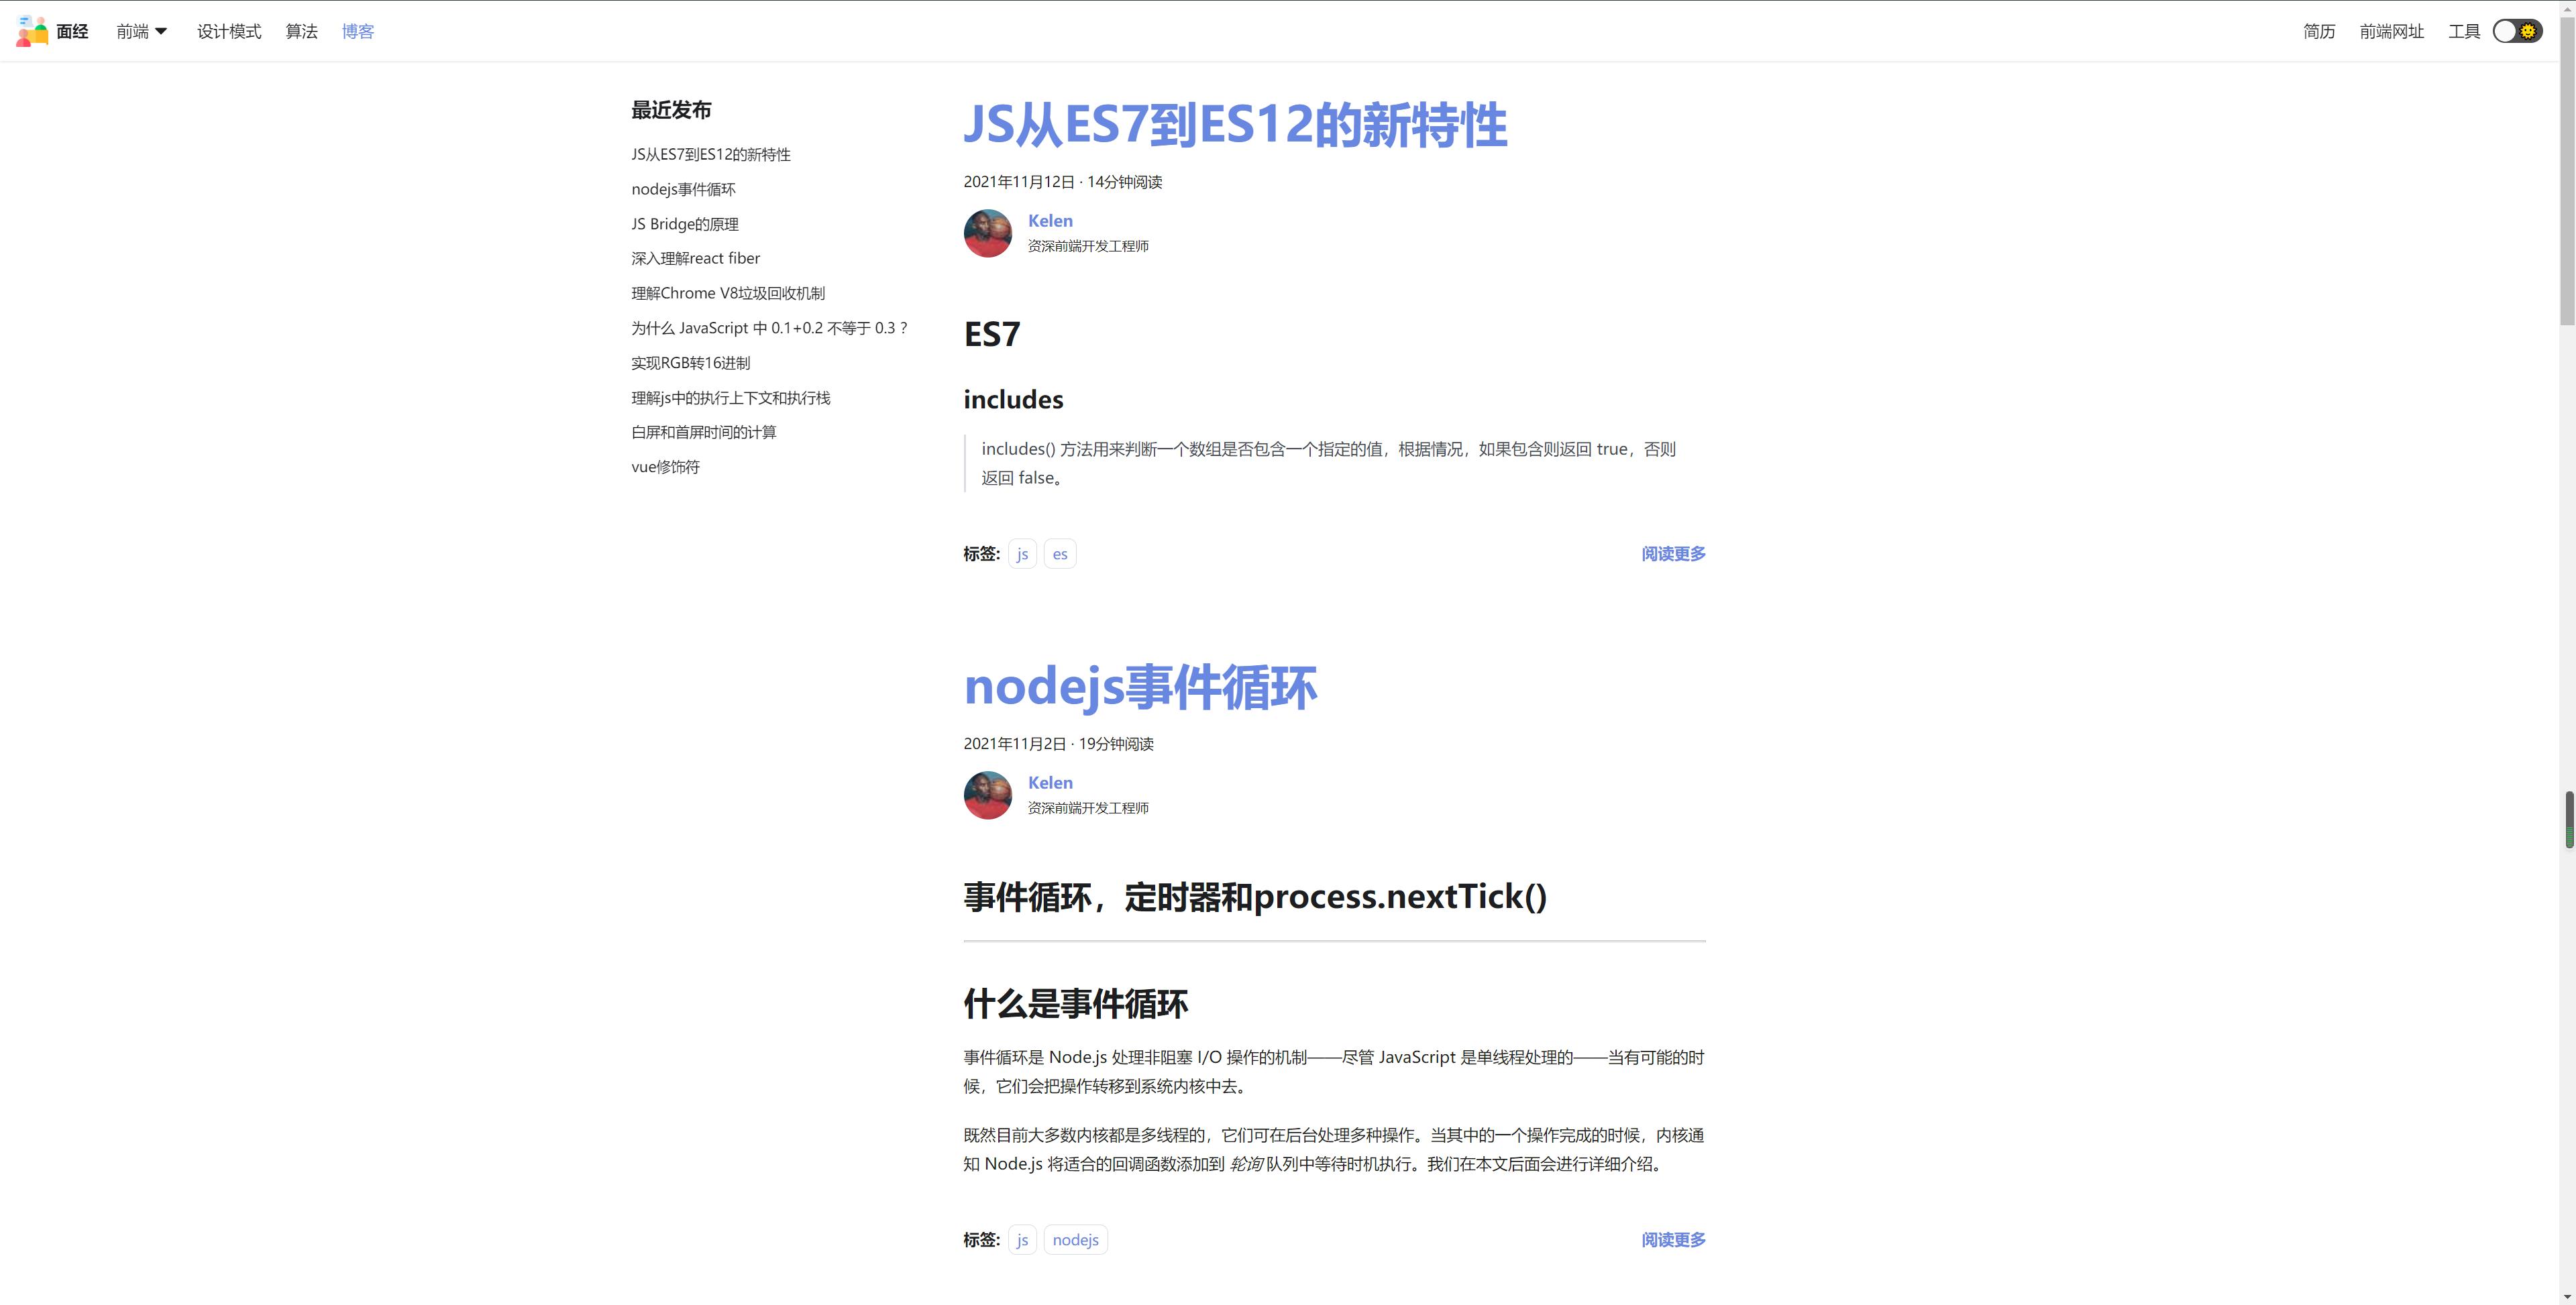 面经 前端 设计模式 算法 博客 简历 前端网址 工具
最近发布
JS从ES7到ES12的新特性
nodejs事件循环
JS Bridge的原理
深入理解react fiber
理解Chrome V8垃圾回收机制
为什么 JavaScript 中 0.1+0.2 不等于 0.3 ?
实现RGB转16进制
理解js中的执行上下文和执行栈
白屏和首屏时间的计算
vue修饰符
JS从ES7到ES12的新特性
2021年11月12日 · 14分钟阅读
Kelen
资深前端开发工程师
ES7
includes
includes() 方法用来判断一个数组是否包含一个指定的值，根据情况，如果包含则返回 true，否则
返回 false。
标签: js es 阅读更多
nodejs事件循环
2021年11月2日 · 19分钟阅读
Kelen
资深前端开发工程师
事件循环，定时器和process.nextTick()
什么是事件循环
事件循环是 Node.js 处理非阻塞 I/O 操作的机制——尽管 JavaScript 是单线程处理的——当有可能的时
候，它们会把操作转移到系统内核中去。
既然目前大多数内核都是多线程的，它们可在后台处理多种操作。当其中的一个操作完成的时候，内核通
知 Node.js 将适合的回调函数添加到 轮询 队列中等待时机执行。我们在本文后面会进行详细介绍。
标签: js nodejs 阅读更多